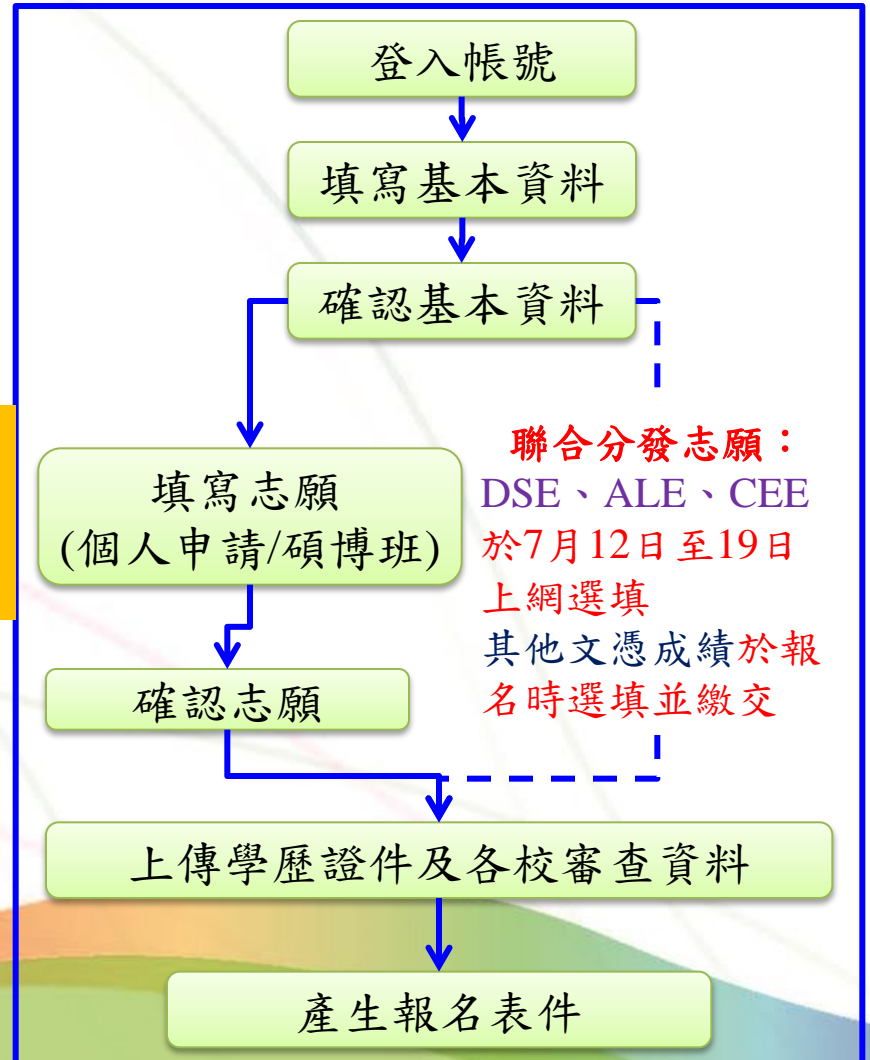 登入帳號
填寫基本資料
確認基本資料
填寫志願
(個人申請/碩博班)
確認志願
聯合分發志願：
DSE、ALE、CEE
於7月12日至19日
上網選填
其他文憑成績於報
名時選填並繳交
上傳學歷證件及各校審查資料
產生報名表件